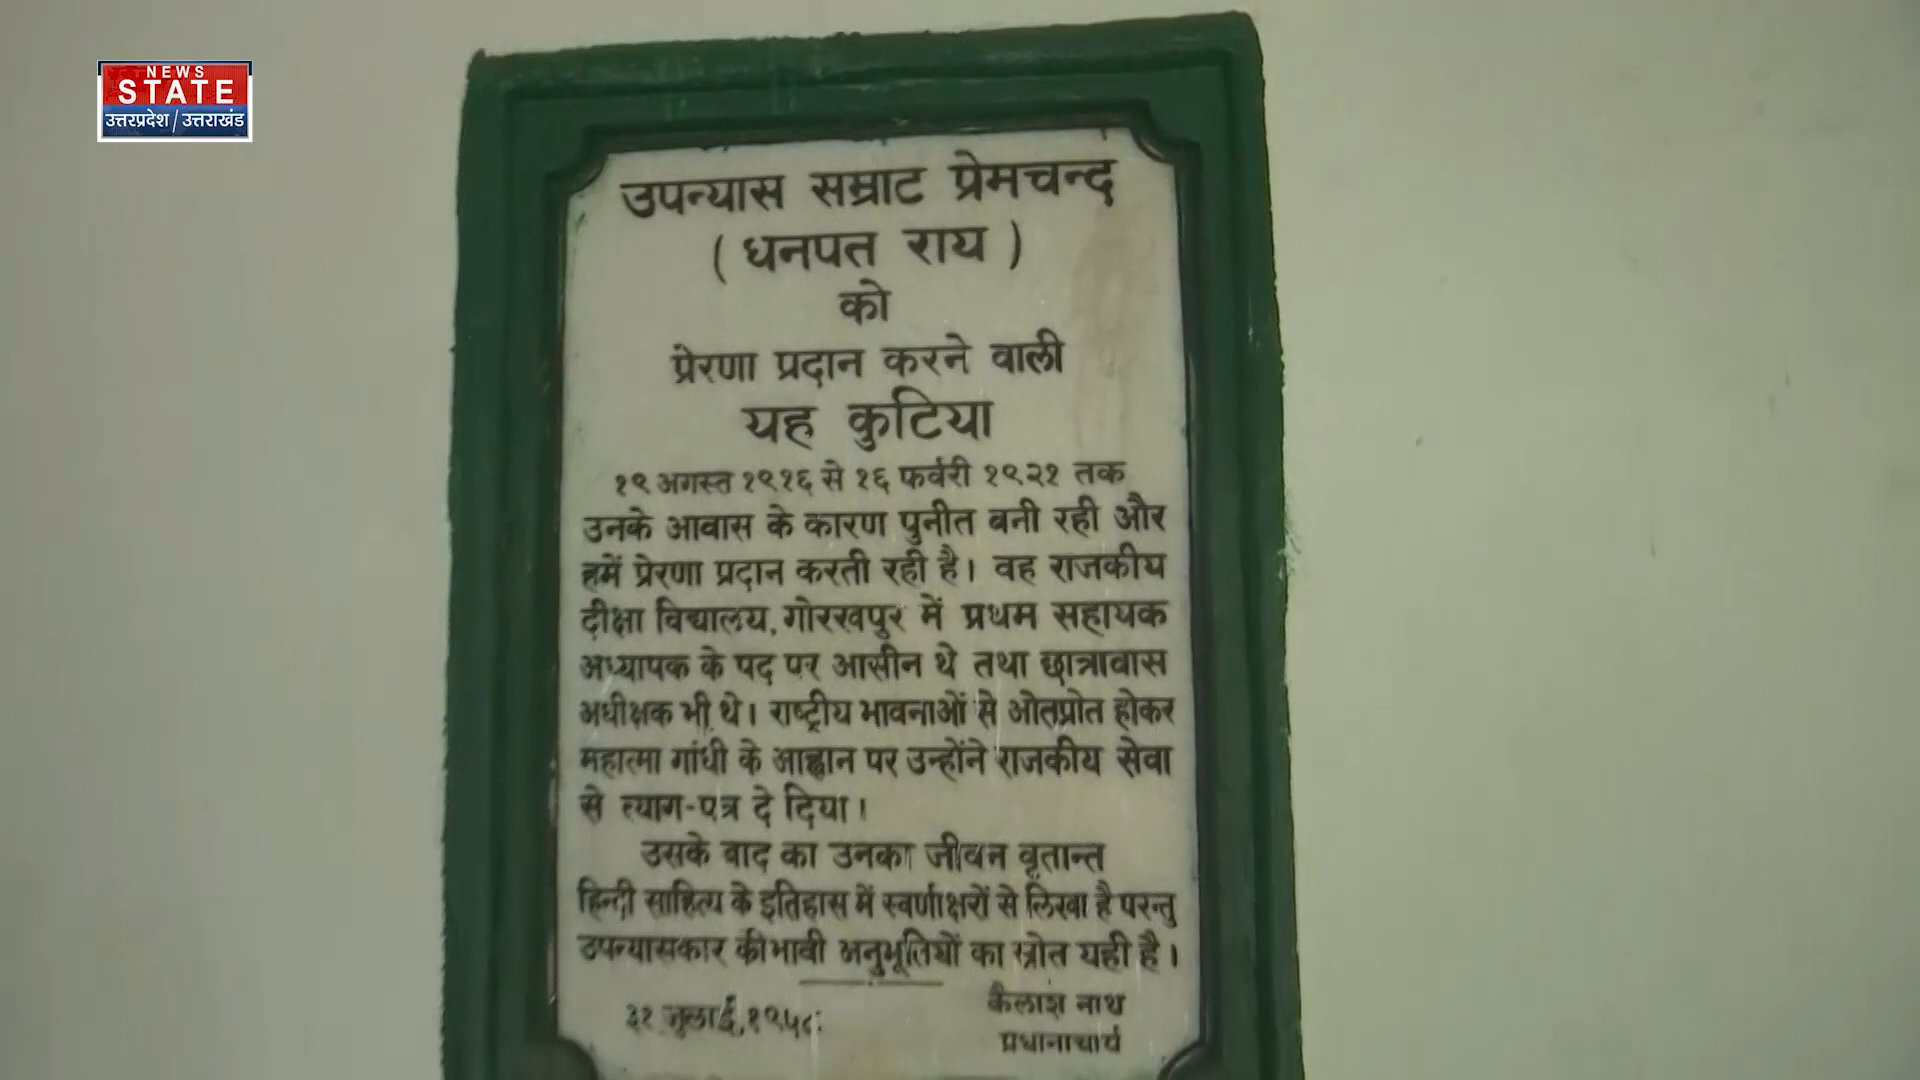 NEWS
STATE
उत्तरप्रदेश/उत्तराखंड
उपन्यास सम्राट प्रेमचन्द
( धनपत राय )
को
प्रेरणा प्रदान करने वाली
यह कुटिया
१९ अगस्त १९१६ से १६ फर्वरी १९२१ तक
उनके आवास के कारण पुनीत बनी रही और
हमें प्रेरणा प्रदान करती रही है। वह राजकीय
दीक्षा विद्यालय, गोरखपुर में प्रथम सहायक
अध्यापक के पद पर आसीन थे तथा छात्रावास
अधीक्षक भी थे। राष्ट्रीय भावनाओं से ओतप्रोत होकर
महात्मा गांधी के आह्वान पर उन्होंने राजकीय सेवा
से त्याग-पत्र दे दिया।
उसके बाद का उनका जीवन वृतान्त
हिन्दी साहित्य के इतिहास में स्वर्णाक्षरों से लिखा है परन्तु
उपन्यासकार की भावी अनुभूतियों का स्रोत यही है।
३१ जुलाई,
कैलाश नाथ
प्रधानाचार्य